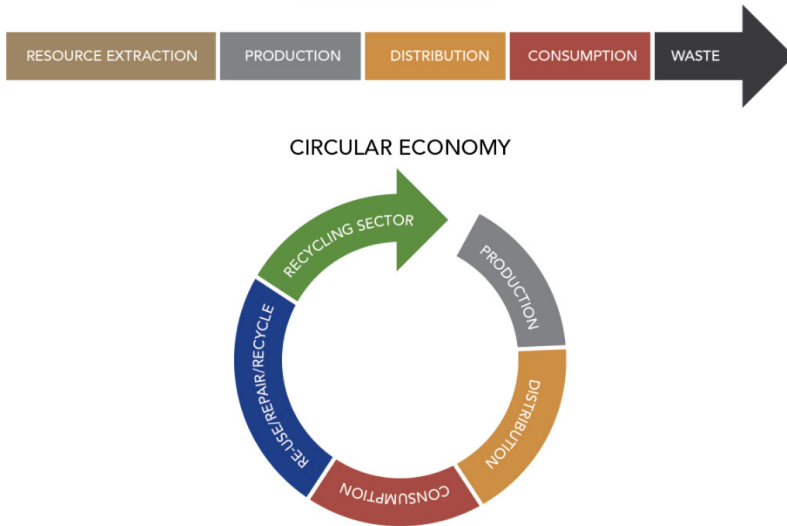 RESOURCE EXTRACTION
PRODUCTION
DISTRIBUTION
CONSUMPTION
WASTE
CIRCULAR ECONOMY
RECYCLING SECTOR
PRODUCTION
DISTRIBUTION
CONSUMPTION
RE-USE/REPAIR/RECYCLE